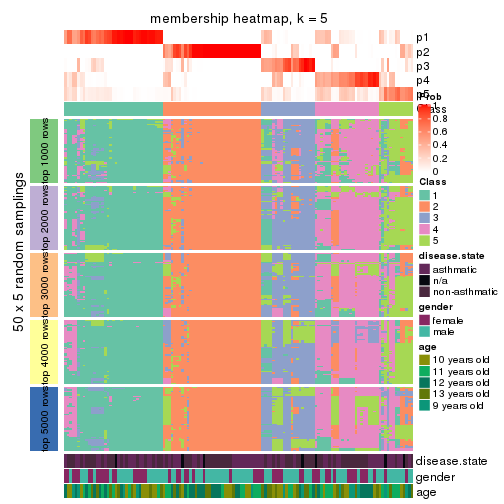 membership heatmap, k = 5
p1
p2
p3
p4
p5
Prob
1
0.8
0.6
0.4
0.2
0
Class
Class
1
2
3
4
5
disease.state
asthmatic
n/a
non-asthmatic
gender
female
male
age
10 years old
11 years old
12 years old
13 years old
9 years old
50 x 5 random samplings
top 1000 rows
top 2000 rows
top 3000 rows
top 4000 rows
top 5000 rows
disease.state
gender
age